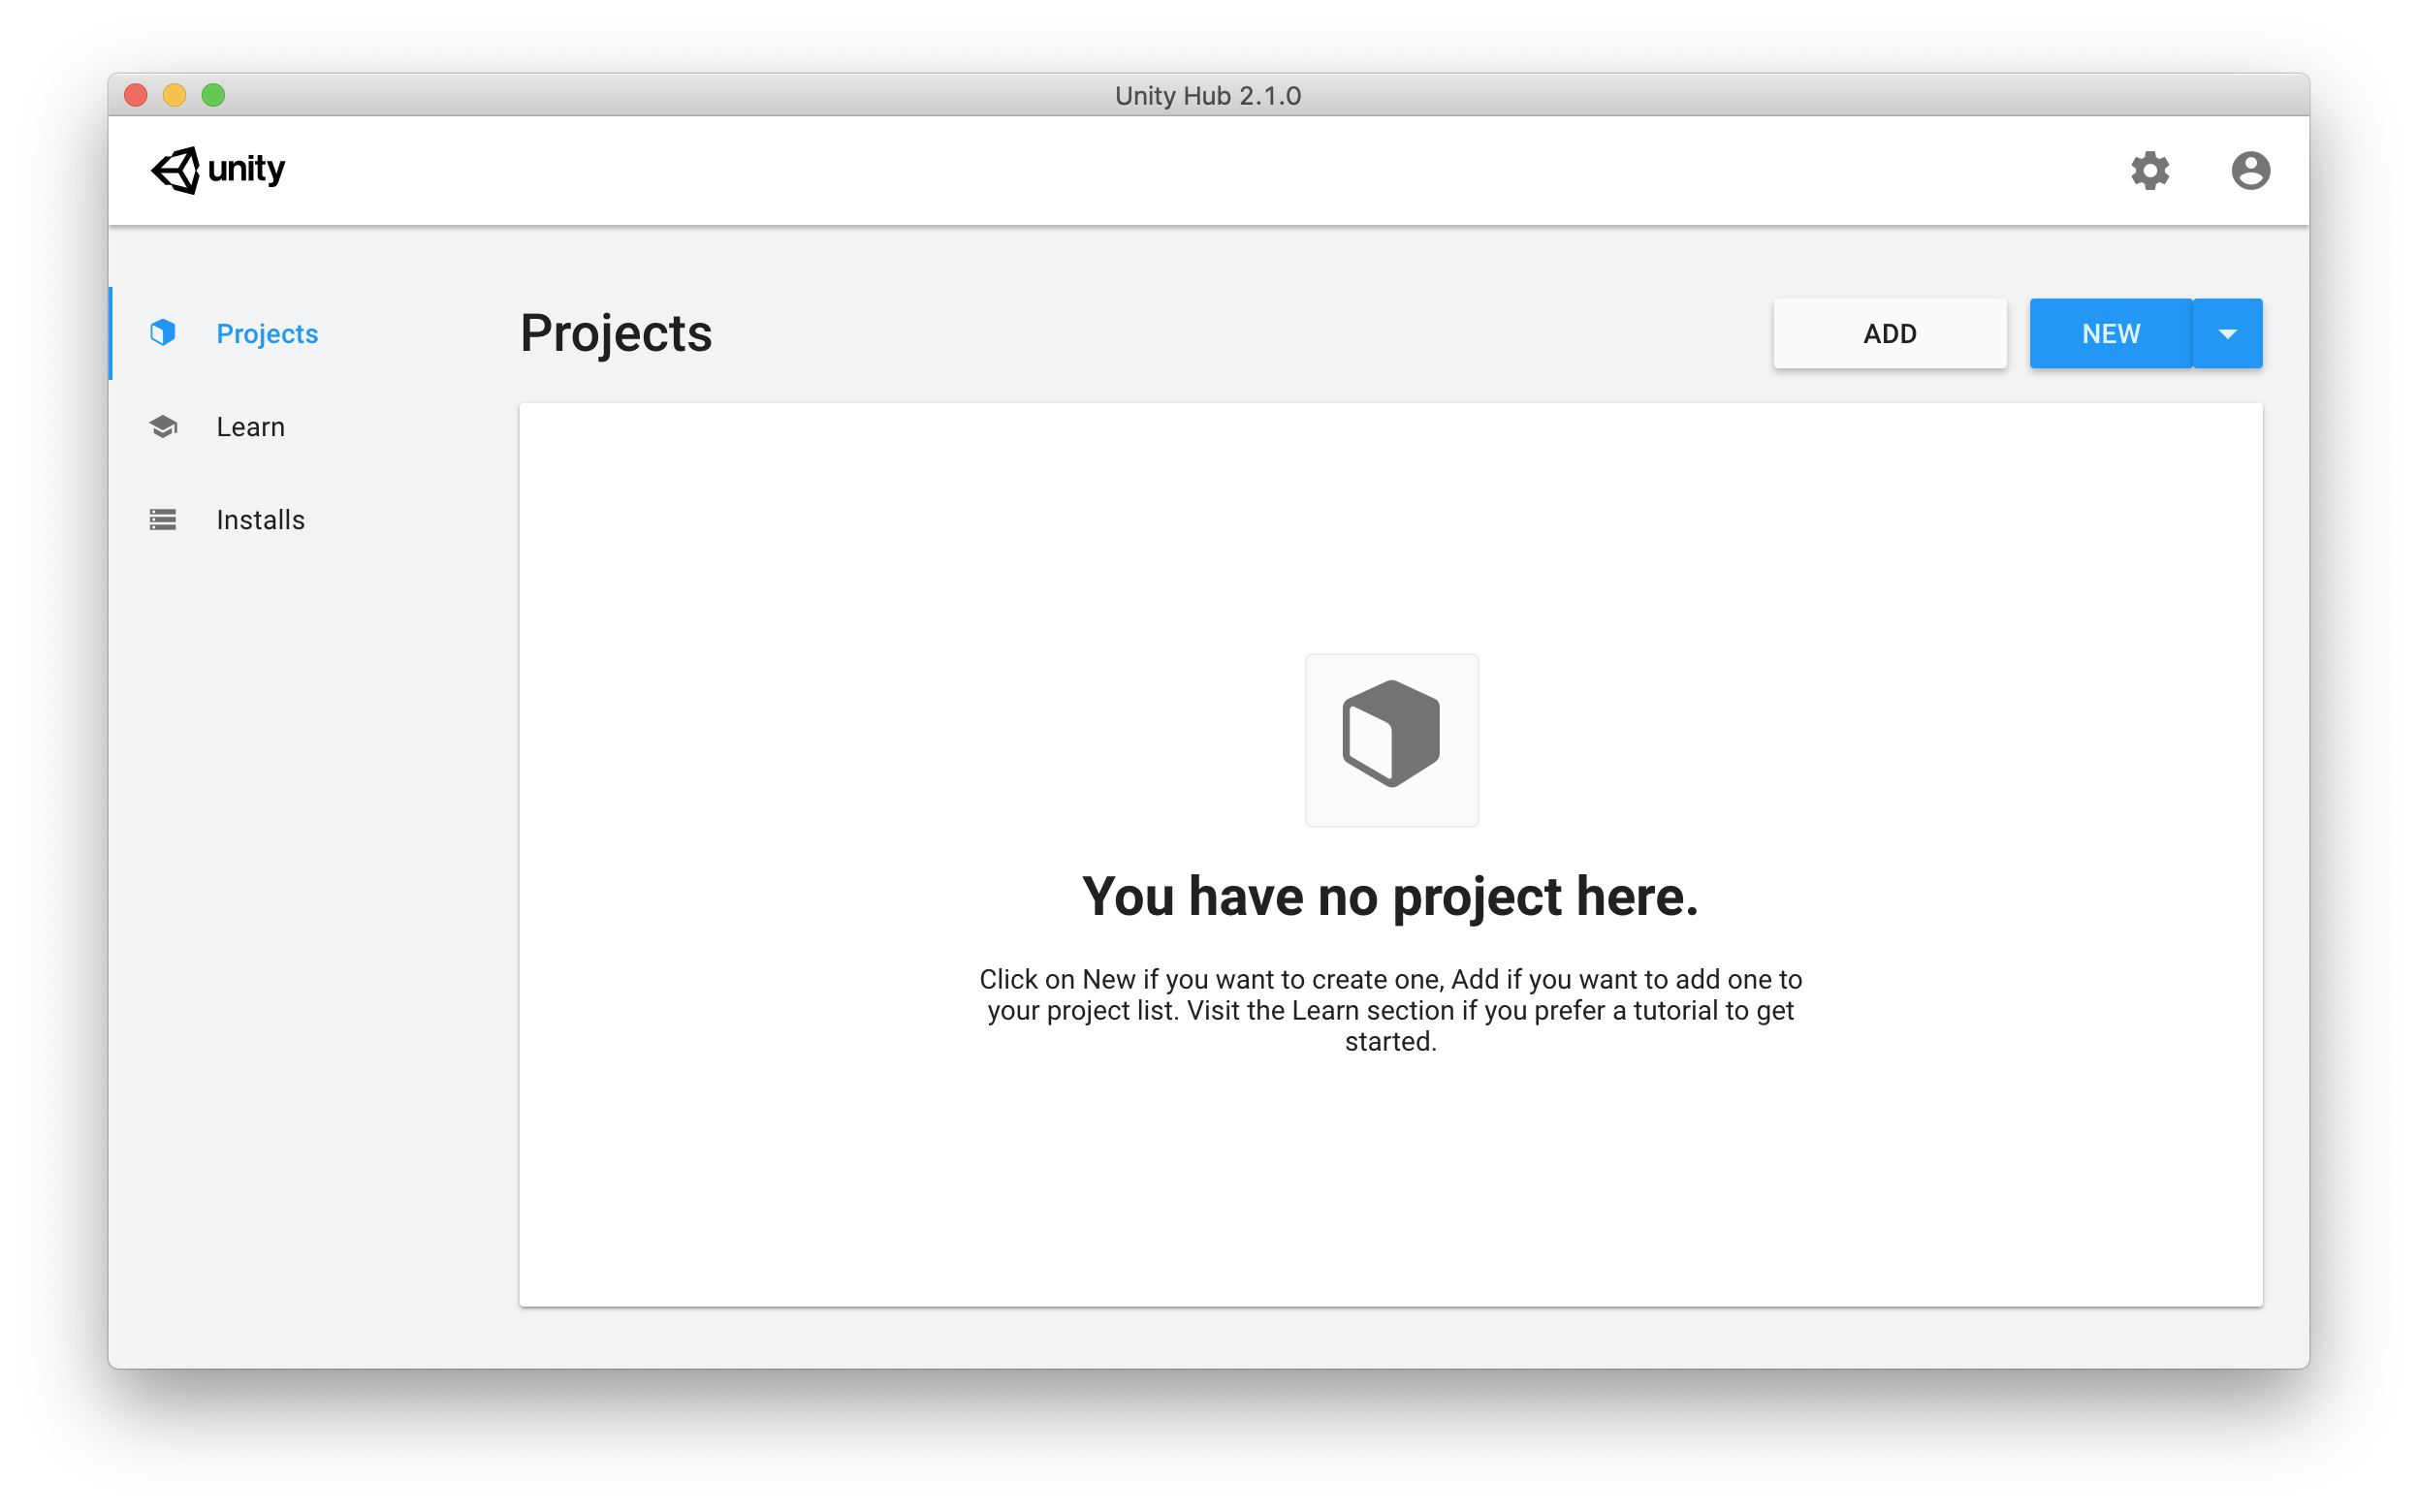 Unity Hub 2.1.0
unity
Projects
Learn
Installs
Projects
ADD
NEW
You have no project here.
Click on New if you want to create one, Add if you want to add one to
your project list. Visit the Learn section if you prefer a tutorial to get
started.